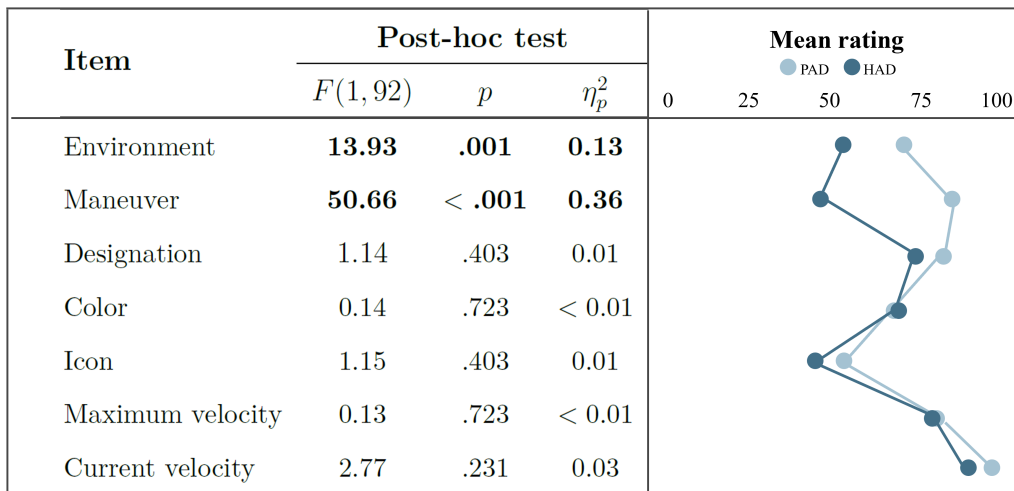 Item Post-hoc test
F(1, 92) p η²ₚ
Mean rating
PAD HAD
0 25 50 75 100
Environment 13.93 .001 0.13
Maneuver 50.66 < .001 0.36
Designation 1.14 .403 0.01
Color 0.14 .723 < 0.01
Icon 1.15 .403 0.01
Maximum velocity 0.13 .723 < 0.01
Current velocity 2.77 .231 0.03